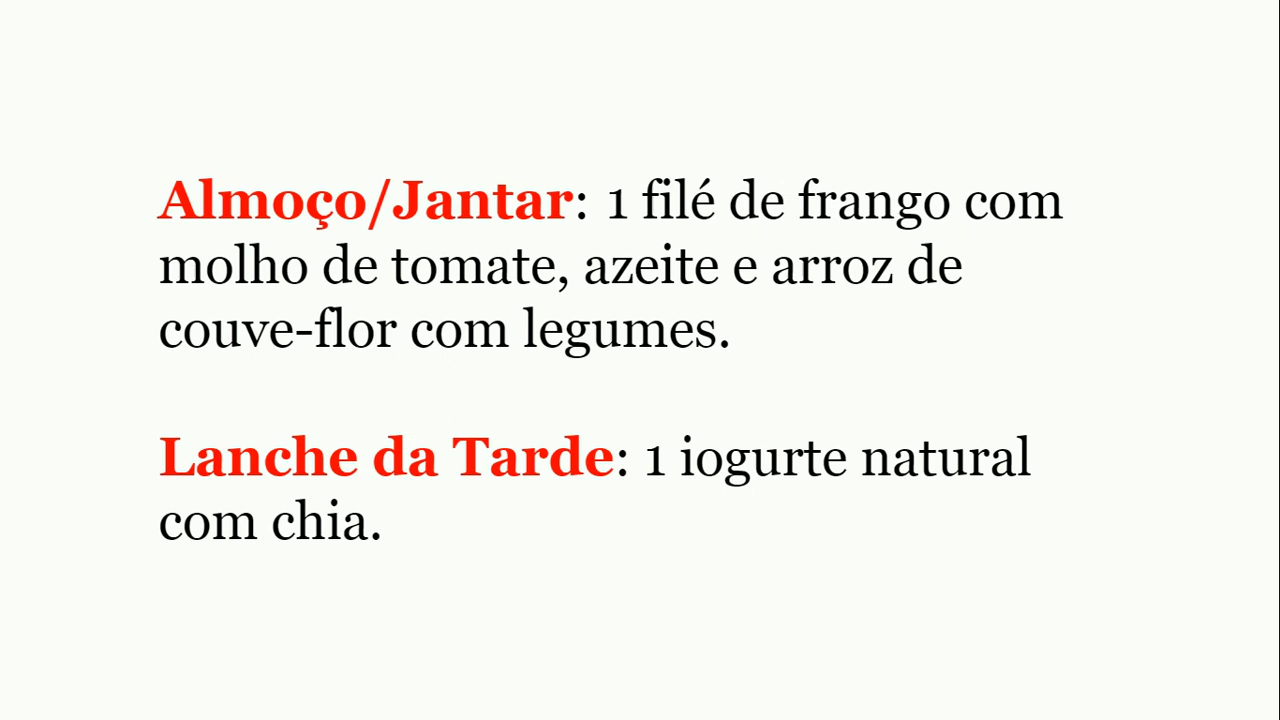 Almoço/Jantar: 1 filé de frango com
molho de tomate, azeite e arroz de
couve-flor com legumes.
Lanche da Tarde: 1 iogurte natural
com chia.